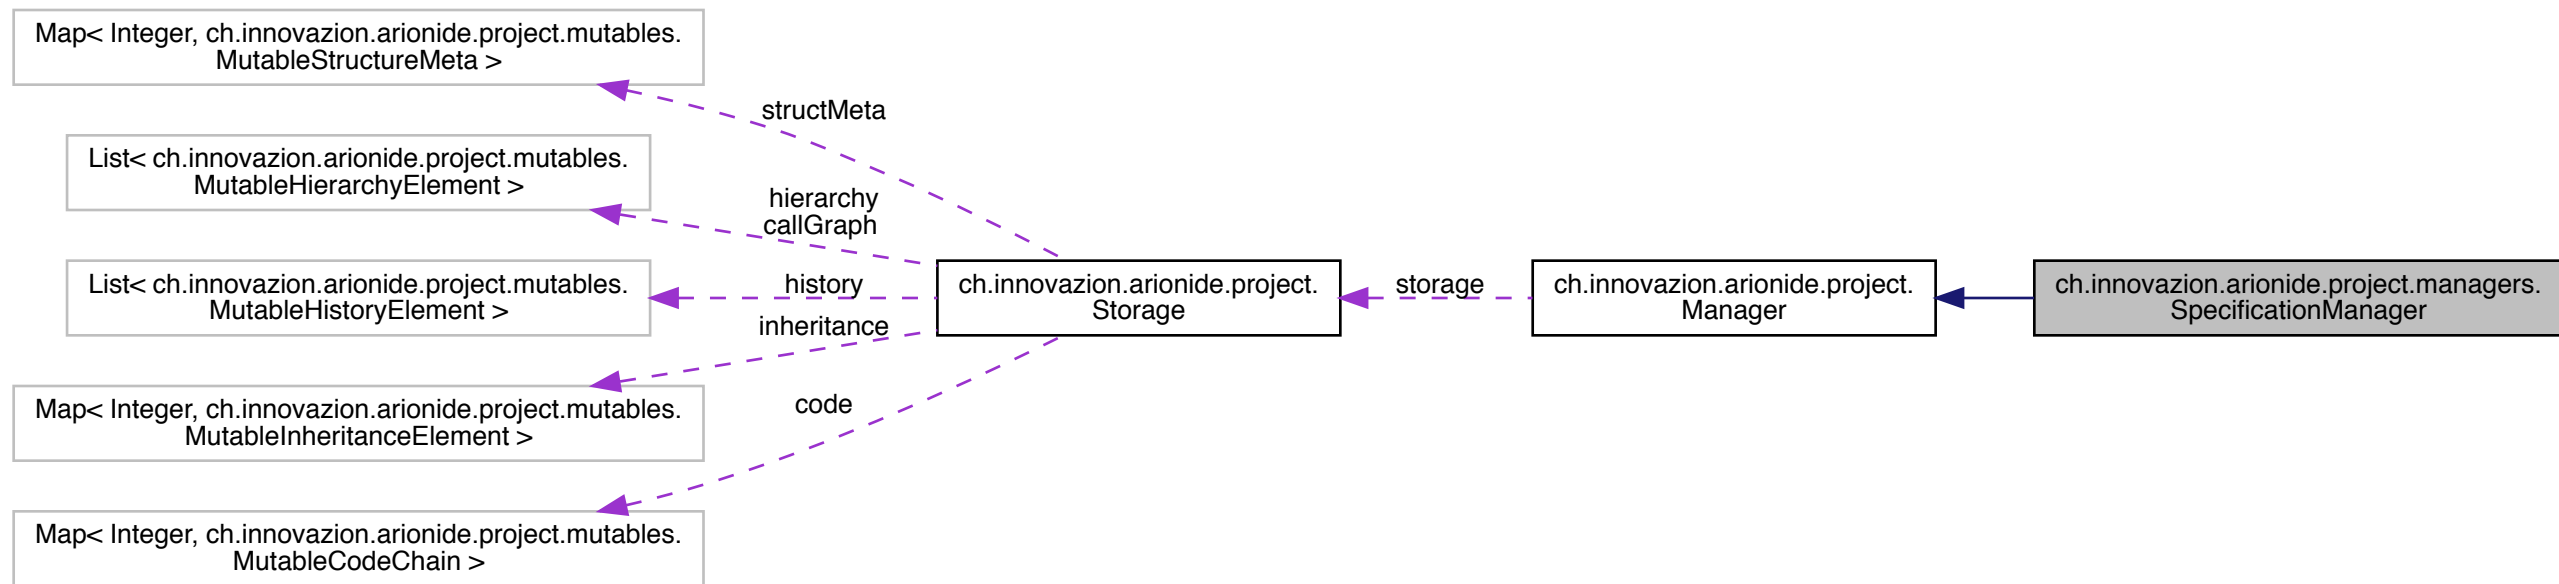 Map< Integer, ch.innovazion.arionide.project.mutables.
MutableStructureMeta >
structMeta
List< ch.innovazion.arionide.project.mutables.
MutableHierarchyElement >
hierarchy
callGraph
List< ch.innovazion.arionide.project.mutables.
MutableHistoryElement >
history
inheritance
ch.innovazion.arionide.project.
Storage
storage
ch.innovazion.arionide.project.
Manager
ch.innovazion.arionide.project.managers.
SpecificationManager
Map< Integer, ch.innovazion.arionide.project.mutables.
MutableInheritanceElement >
code
Map< Integer, ch.innovazion.arionide.project.mutables.
MutableCodeChain >